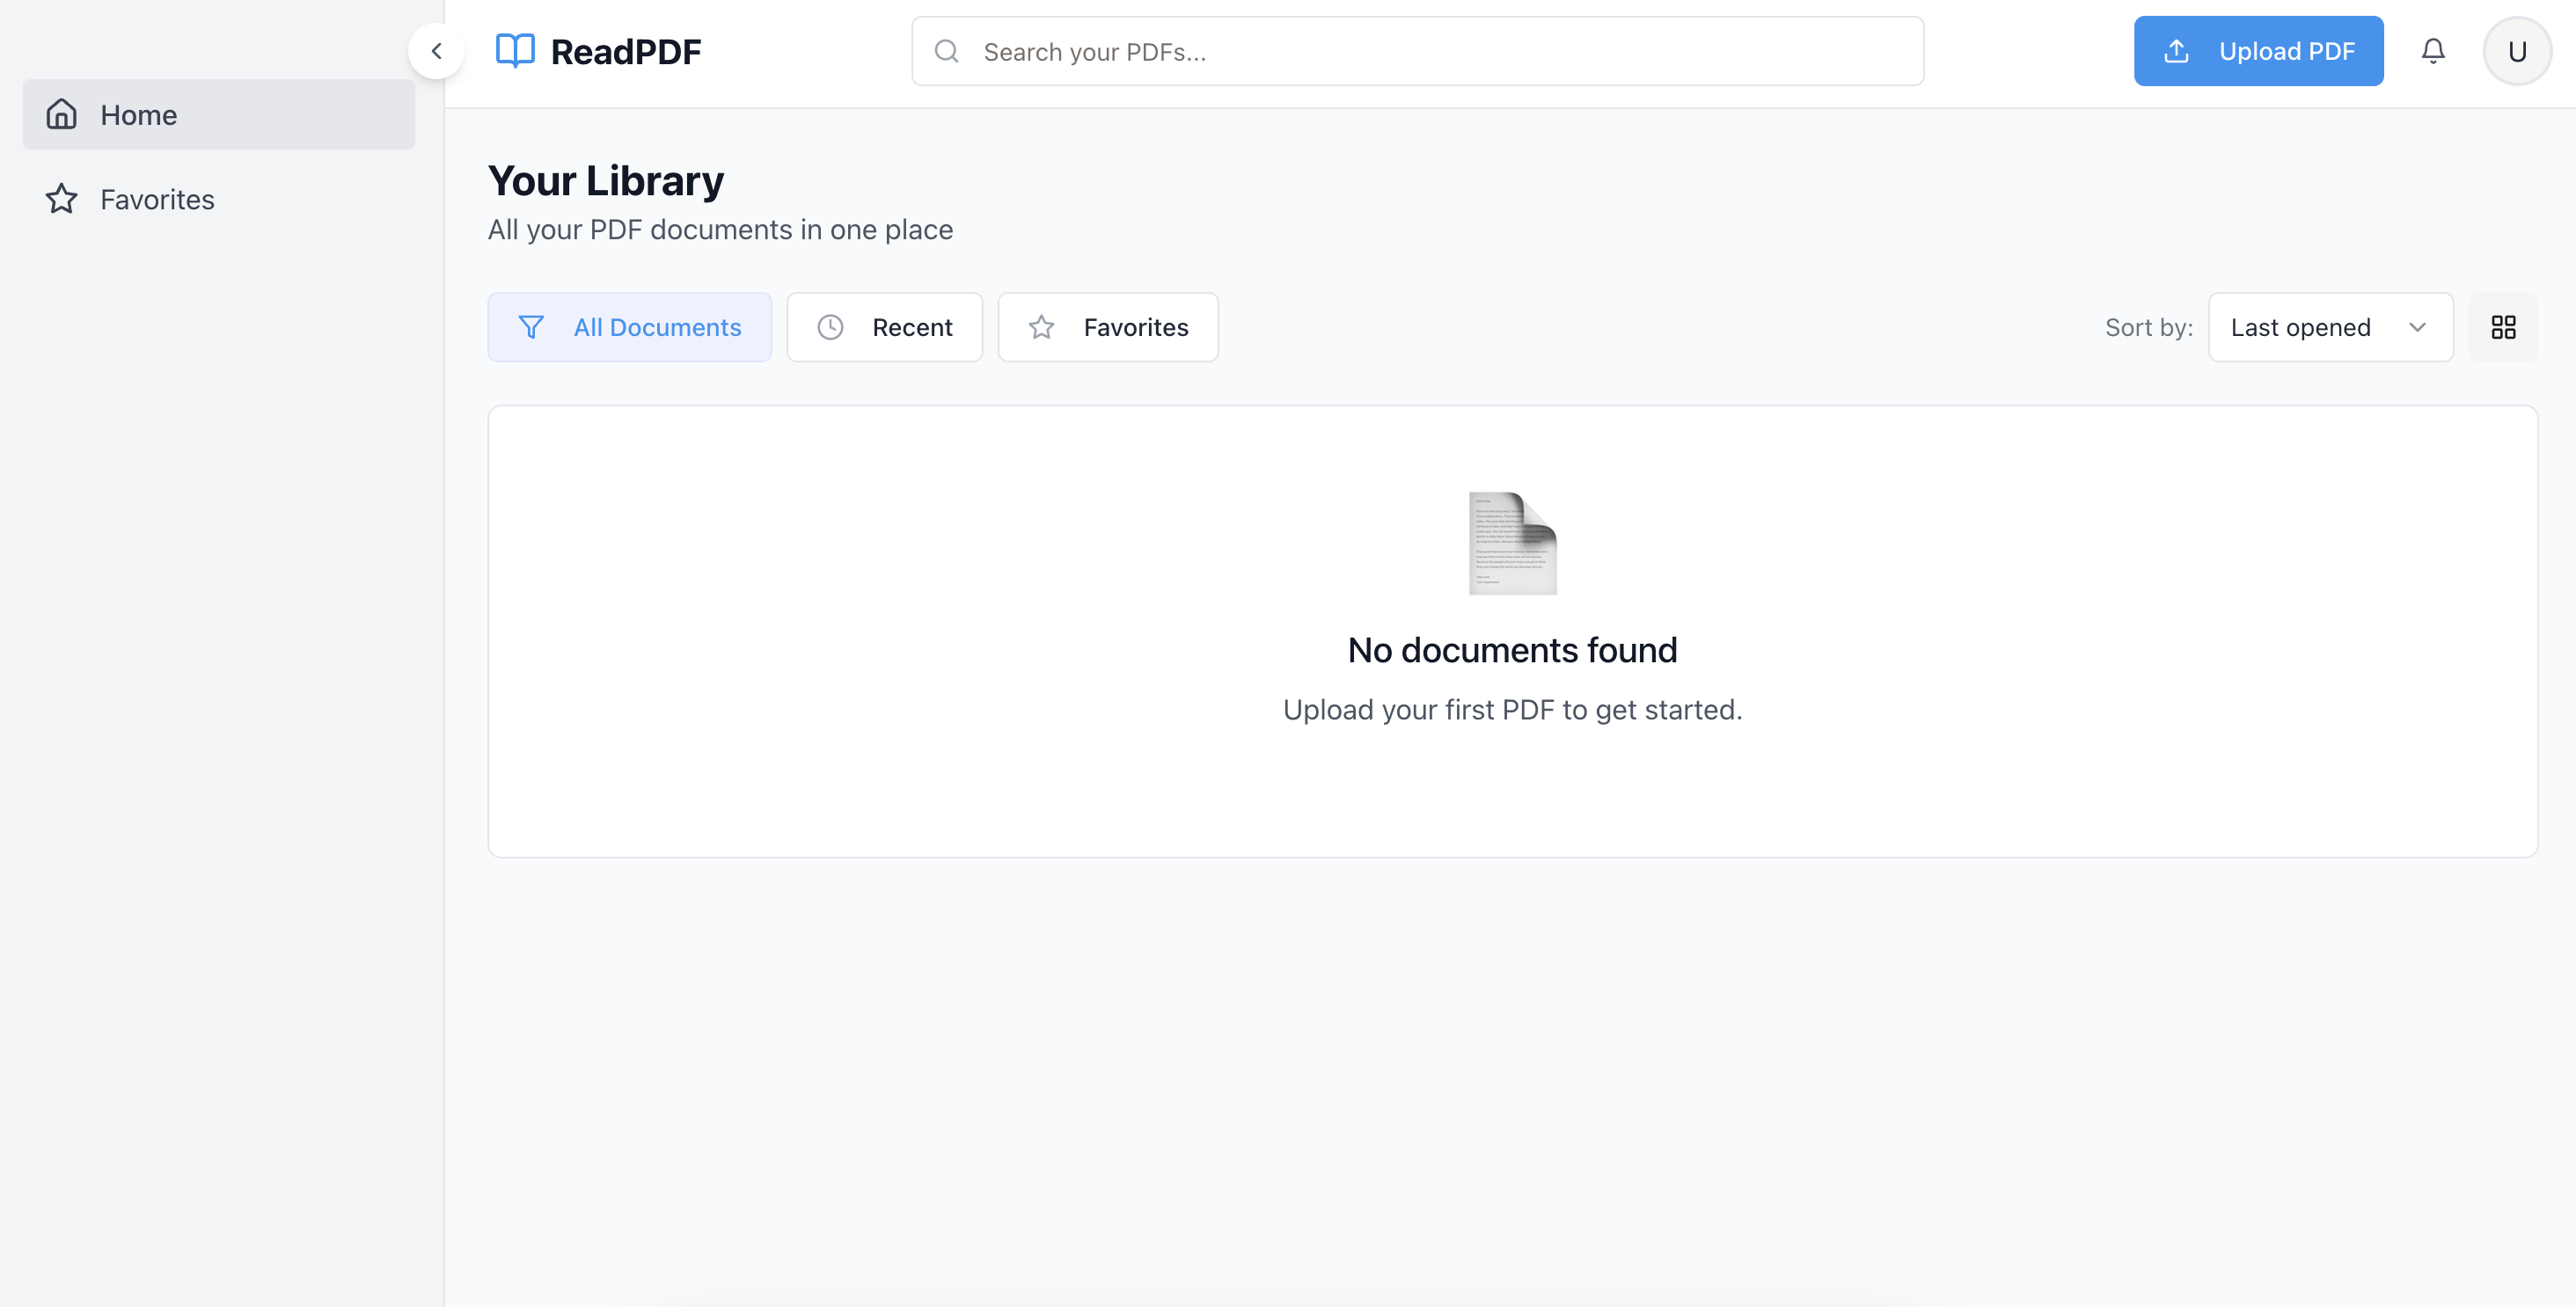 Home
Favorites
ReadPDF
Search your PDFs...
Upload PDF
U
Your Library
All your PDF documents in one place
All Documents
Recent
Favorites
Sort by:
Last opened
No documents found
Upload your first PDF to get started.